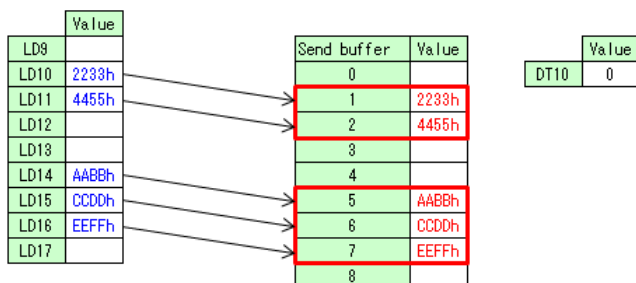 Value
LD9
LD10 2233h
LD11 4455h
LD12
LD13
LD14 AABBh
LD15 CCDDh
LD16 EEFFh
LD17
Send buffer Value
0
1 2233h
2 4455h
3
4
5 AABBh
6 CCDDh
7 EEFFh
8
Value
DT10 0